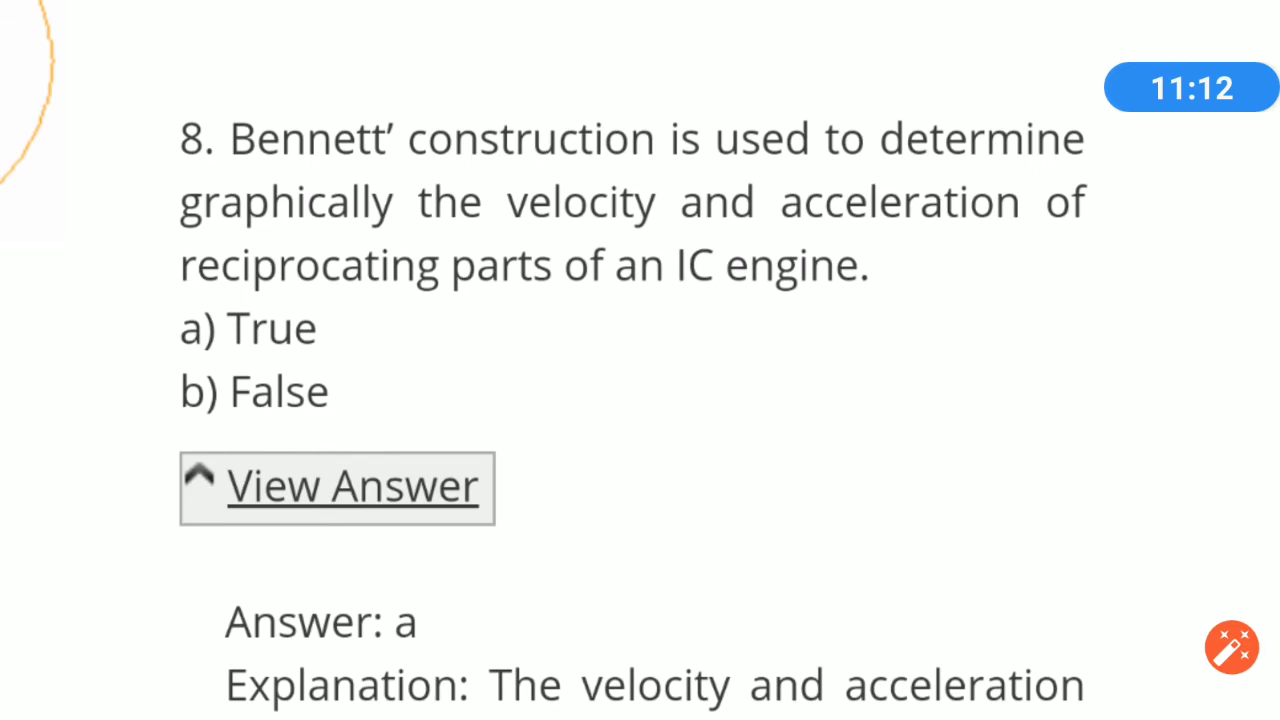 11:12
8. Bennett’ construction is used to determine
graphically the velocity and acceleration of
reciprocating parts of an IC engine.
a) True
b) False
View Answer
Answer: a
Explanation: The velocity and acceleration